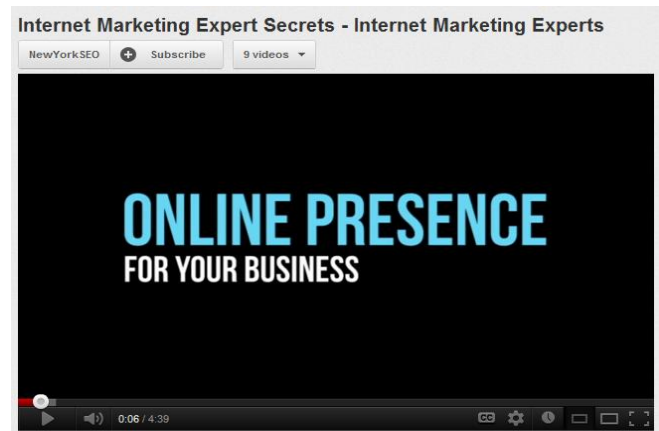 Internet Marketing Expert Secrets - Internet Marketing Experts
NewYorkSEO Subscribe 9 videos
ONLINE PRESENCE
FOR YOUR BUSINESS
0:06 / 4:39 CC